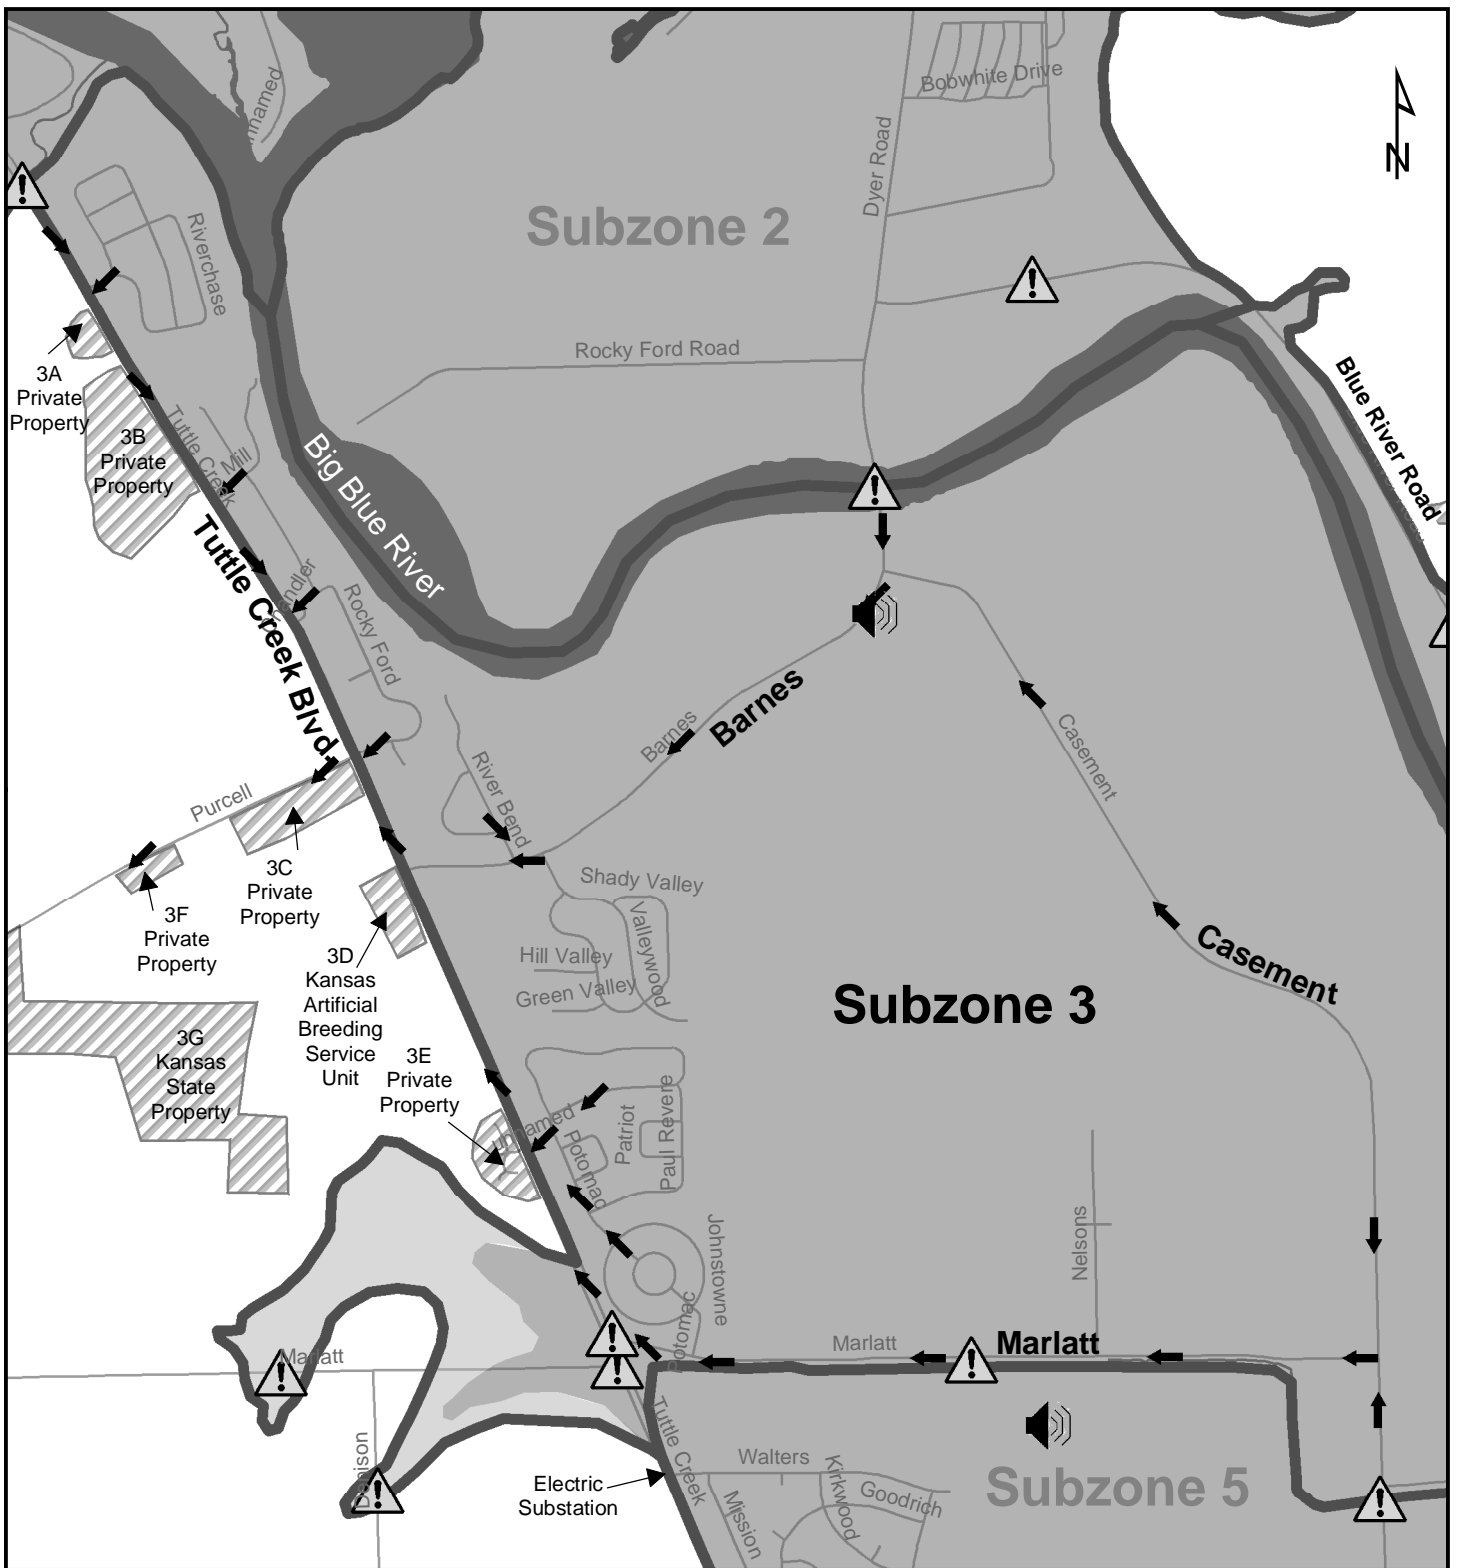 unnamed
Bobwhite Drive
N
Dyer Road
Subzone 2
Riverchase
Rocky Ford Road
3A
Private
Property
3B
Private
Property
Tuttle Creek
Mill
Big Blue River
Blue River Road
Tuttle Creek Blvd.
Chandler
Rocky Ford
Barnes
Barnes
Casement
River Bend
Purcell
3C
Private
Property
3F
Private
Property
Shady Valley
Valleywood
Hill Valley
Green Valley
Casement
3D
Kansas
Artificial
Breeding
Service
Unit
Subzone 3
3G
Kansas
State
Property
3E
Private
Property
unnamed
Potomac
Patriot
Paul Revere
Johnstowne
Nelsons
Potomac
Marlatt
Marlatt
Marlatt
Tuttle Creek
Denison
Electric
Substation
Walters
Mission
Kirkwood
Goodrich
Subzone 5